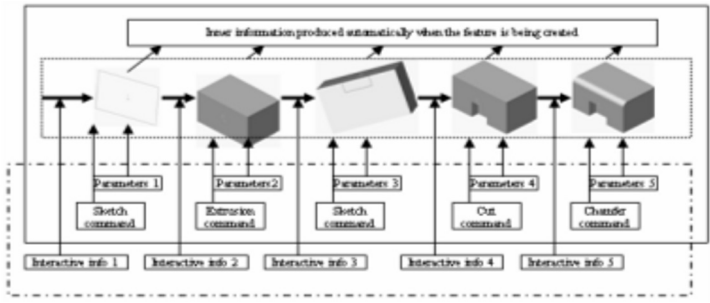 Inner information produced automatically when the feature is being created
Parameters 1
Parameters2
Parameters 3
Parameters 4
Parameters 5
Sketch
command
Extrusion
command
Sketch
command
Cut
command
Chamfer
command
Interactive info 1
Interactive info 2
Interactive info 3
Interactive info 4
Interactive info 5